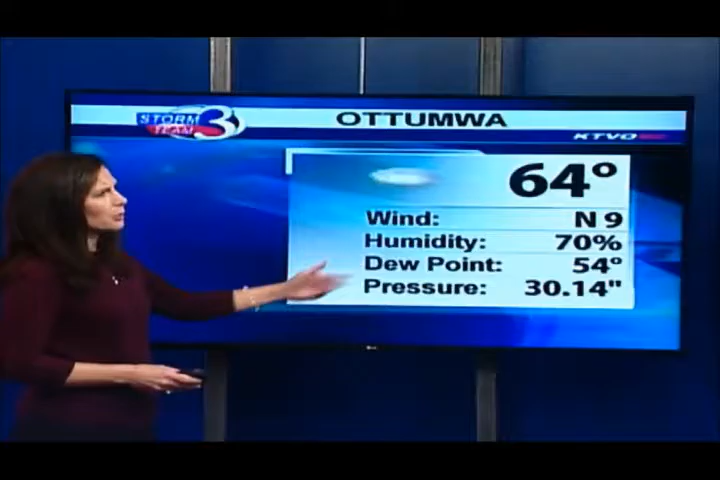 STORM TEAM 3
OTTUMWA
KTVO
64°
Wind: N 9
Humidity: 70%
Dew Point: 54°
Pressure: 30.14"